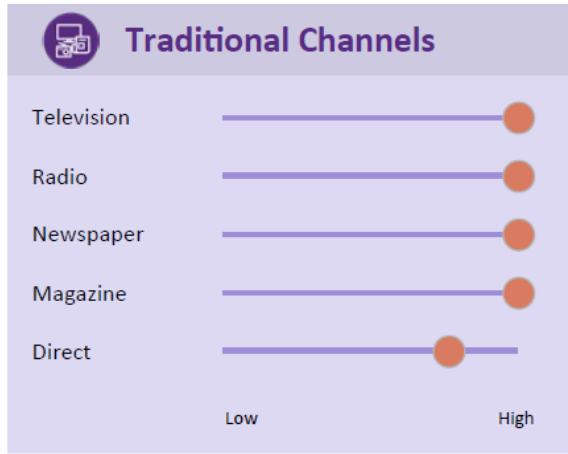 Traditional Channels
Television
Radio
Newspaper
Magazine
Direct
Low High